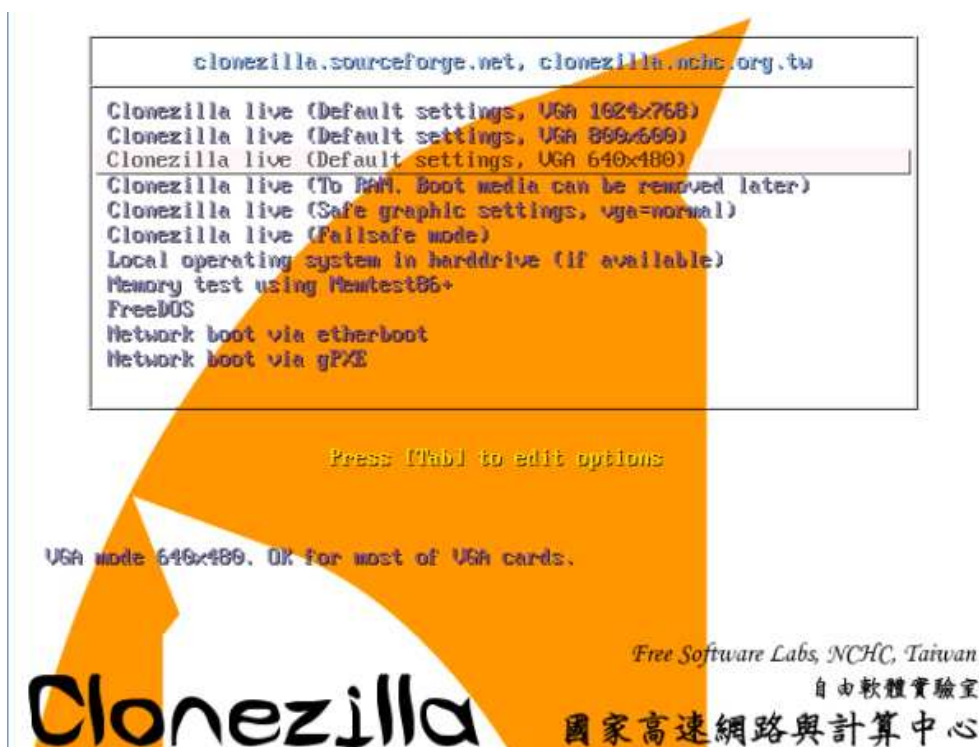 clonezilla.sourceforge.net, clonezilla.nchc.org.tw
Clonezilla live (Default settings, VGA 1024x768)
Clonezilla live (Default settings, VGA 800x600)
Clonezilla live (Default settings, VGA 640x480)
Clonezilla live (To RAM. Boot media can be removed later)
Clonezilla live (Safe graphic settings, vga=normal)
Clonezilla live (Failsafe mode)
Local operating system in harddrive (if available)
Memory test using Memtest86+
FreeDOS
Network boot via etherboot
Network boot via gPXE
Press [Tab] to edit options
VGA mode 640x480. OK for most of VGA cards.
Free Software Labs, NCHC, Taiwan
自由軟體實驗室
Clonezilla
國家高速網路與計算中心